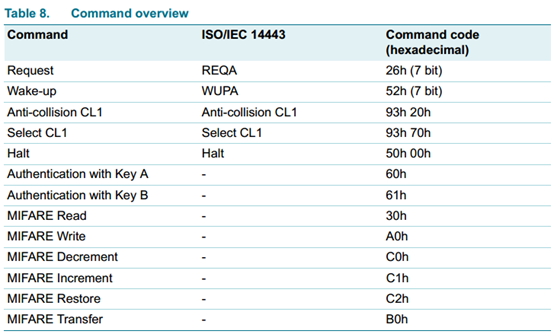 Table 8. Command overview
Command ISO/IEC 14443 Command code
(hexadecimal)
Request REQA 26h (7 bit)
Wake-up WUPA 52h (7 bit)
Anti-collision CL1 Anti-collision CL1 93h 20h
Select CL1 Select CL1 93h 70h
Halt Halt 50h 00h
Authentication with Key A - 60h
Authentication with Key B - 61h
MIFARE Read - 30h
MIFARE Write - A0h
MIFARE Decrement - C0h
MIFARE Increment - C1h
MIFARE Restore - C2h
MIFARE Transfer - B0h